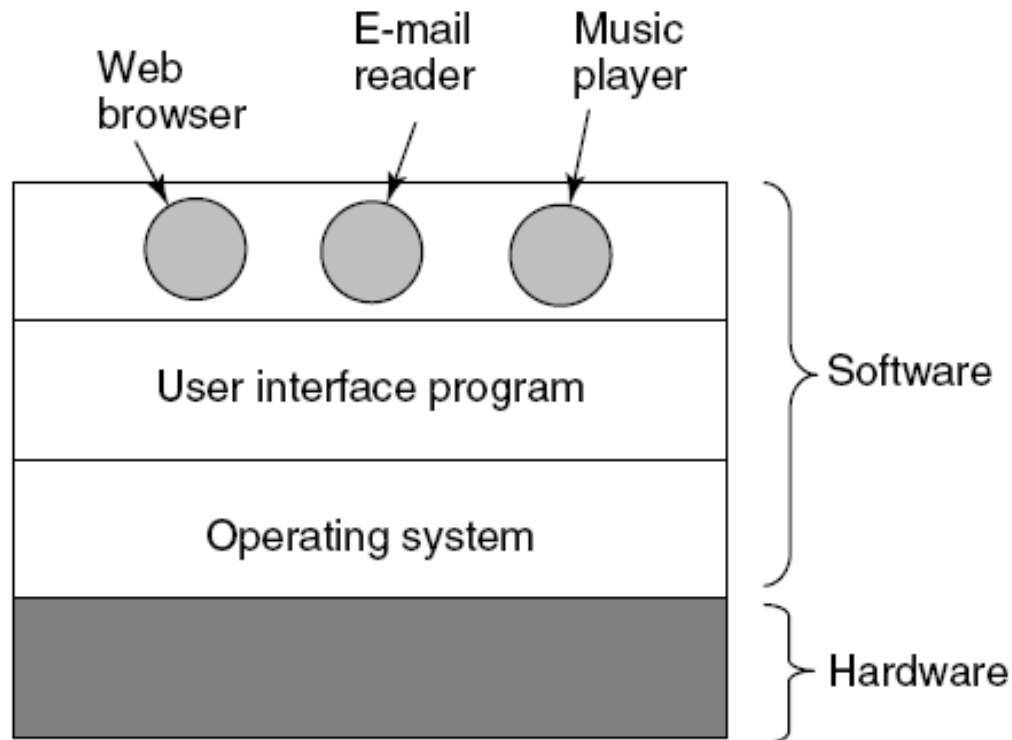 Web
browser
E-mail
reader
Music
player
User interface program
Software
Operating system
Hardware